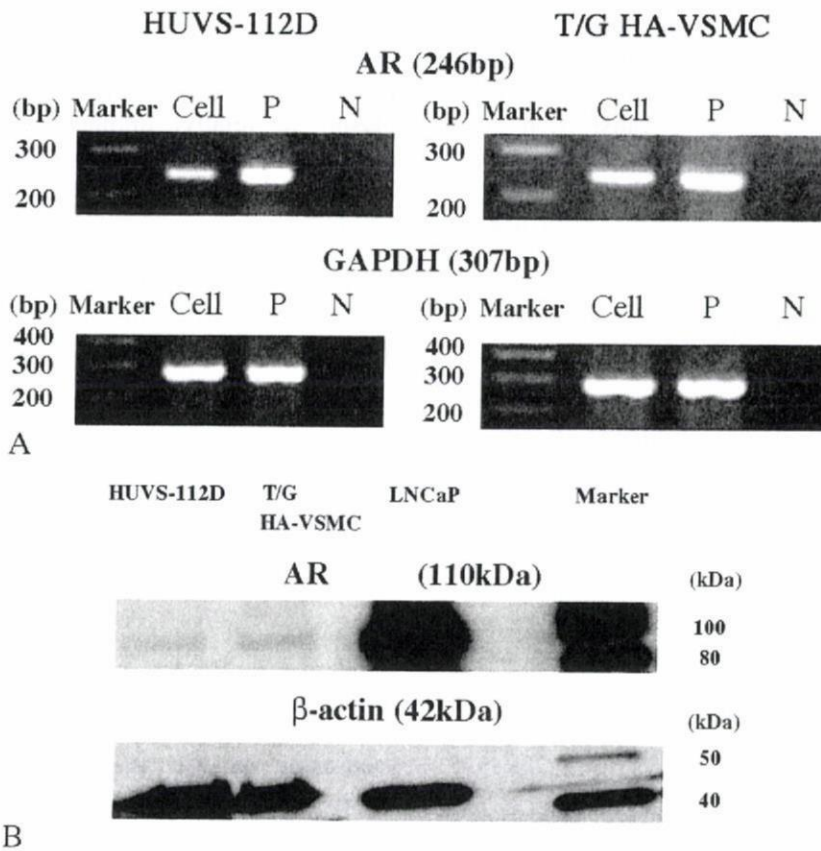 HUVS-112D T/G HA-VSMC
AR (246bp)
(bp) Marker Cell P N (bp) Marker Cell P N
300 300
200 200
GAPDH (307bp)
(bp) Marker Cell P N (bp) Marker Cell P N
400 400
300 300
200 200
A
HUVS-112D T/G HA-VSMC LNCaP Marker
AR (110kDa) (kDa)
100
80
β-actin (42kDa) (kDa)
50
40
B